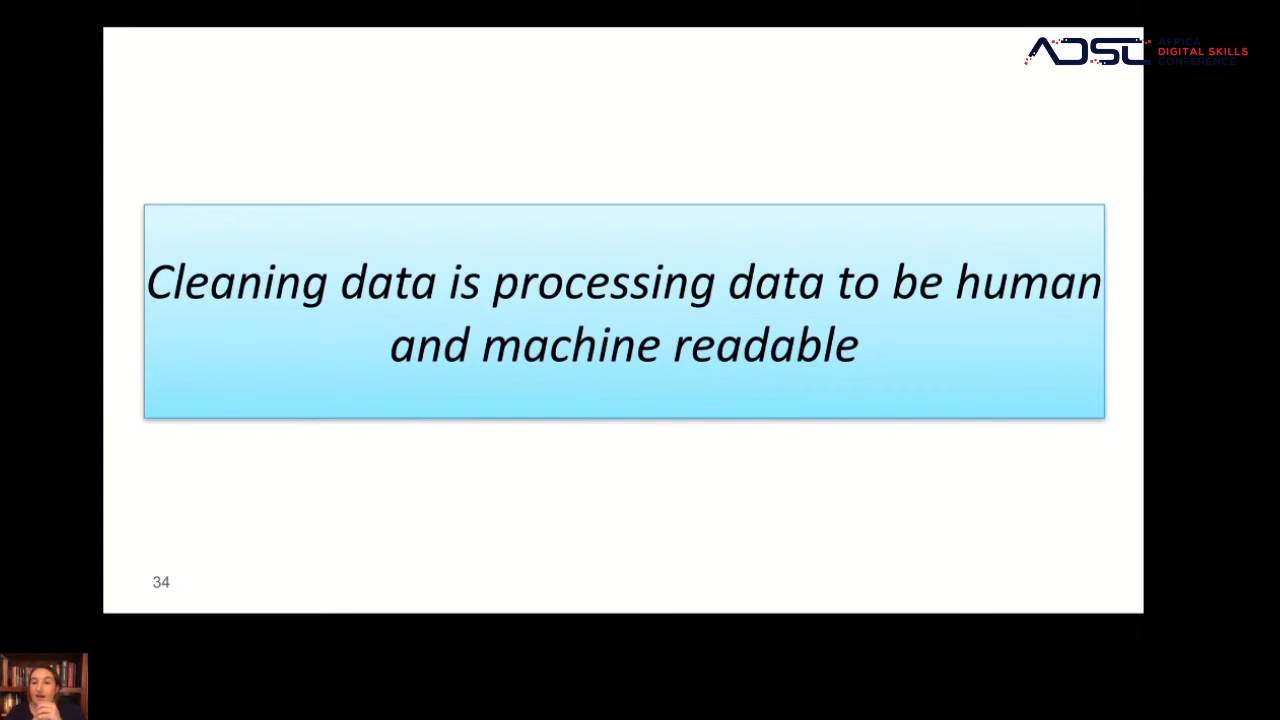 ADSC
AFRICA
DIGITAL SKILLS
CONFERENCE
Cleaning data is processing data to be human
and machine readable
34